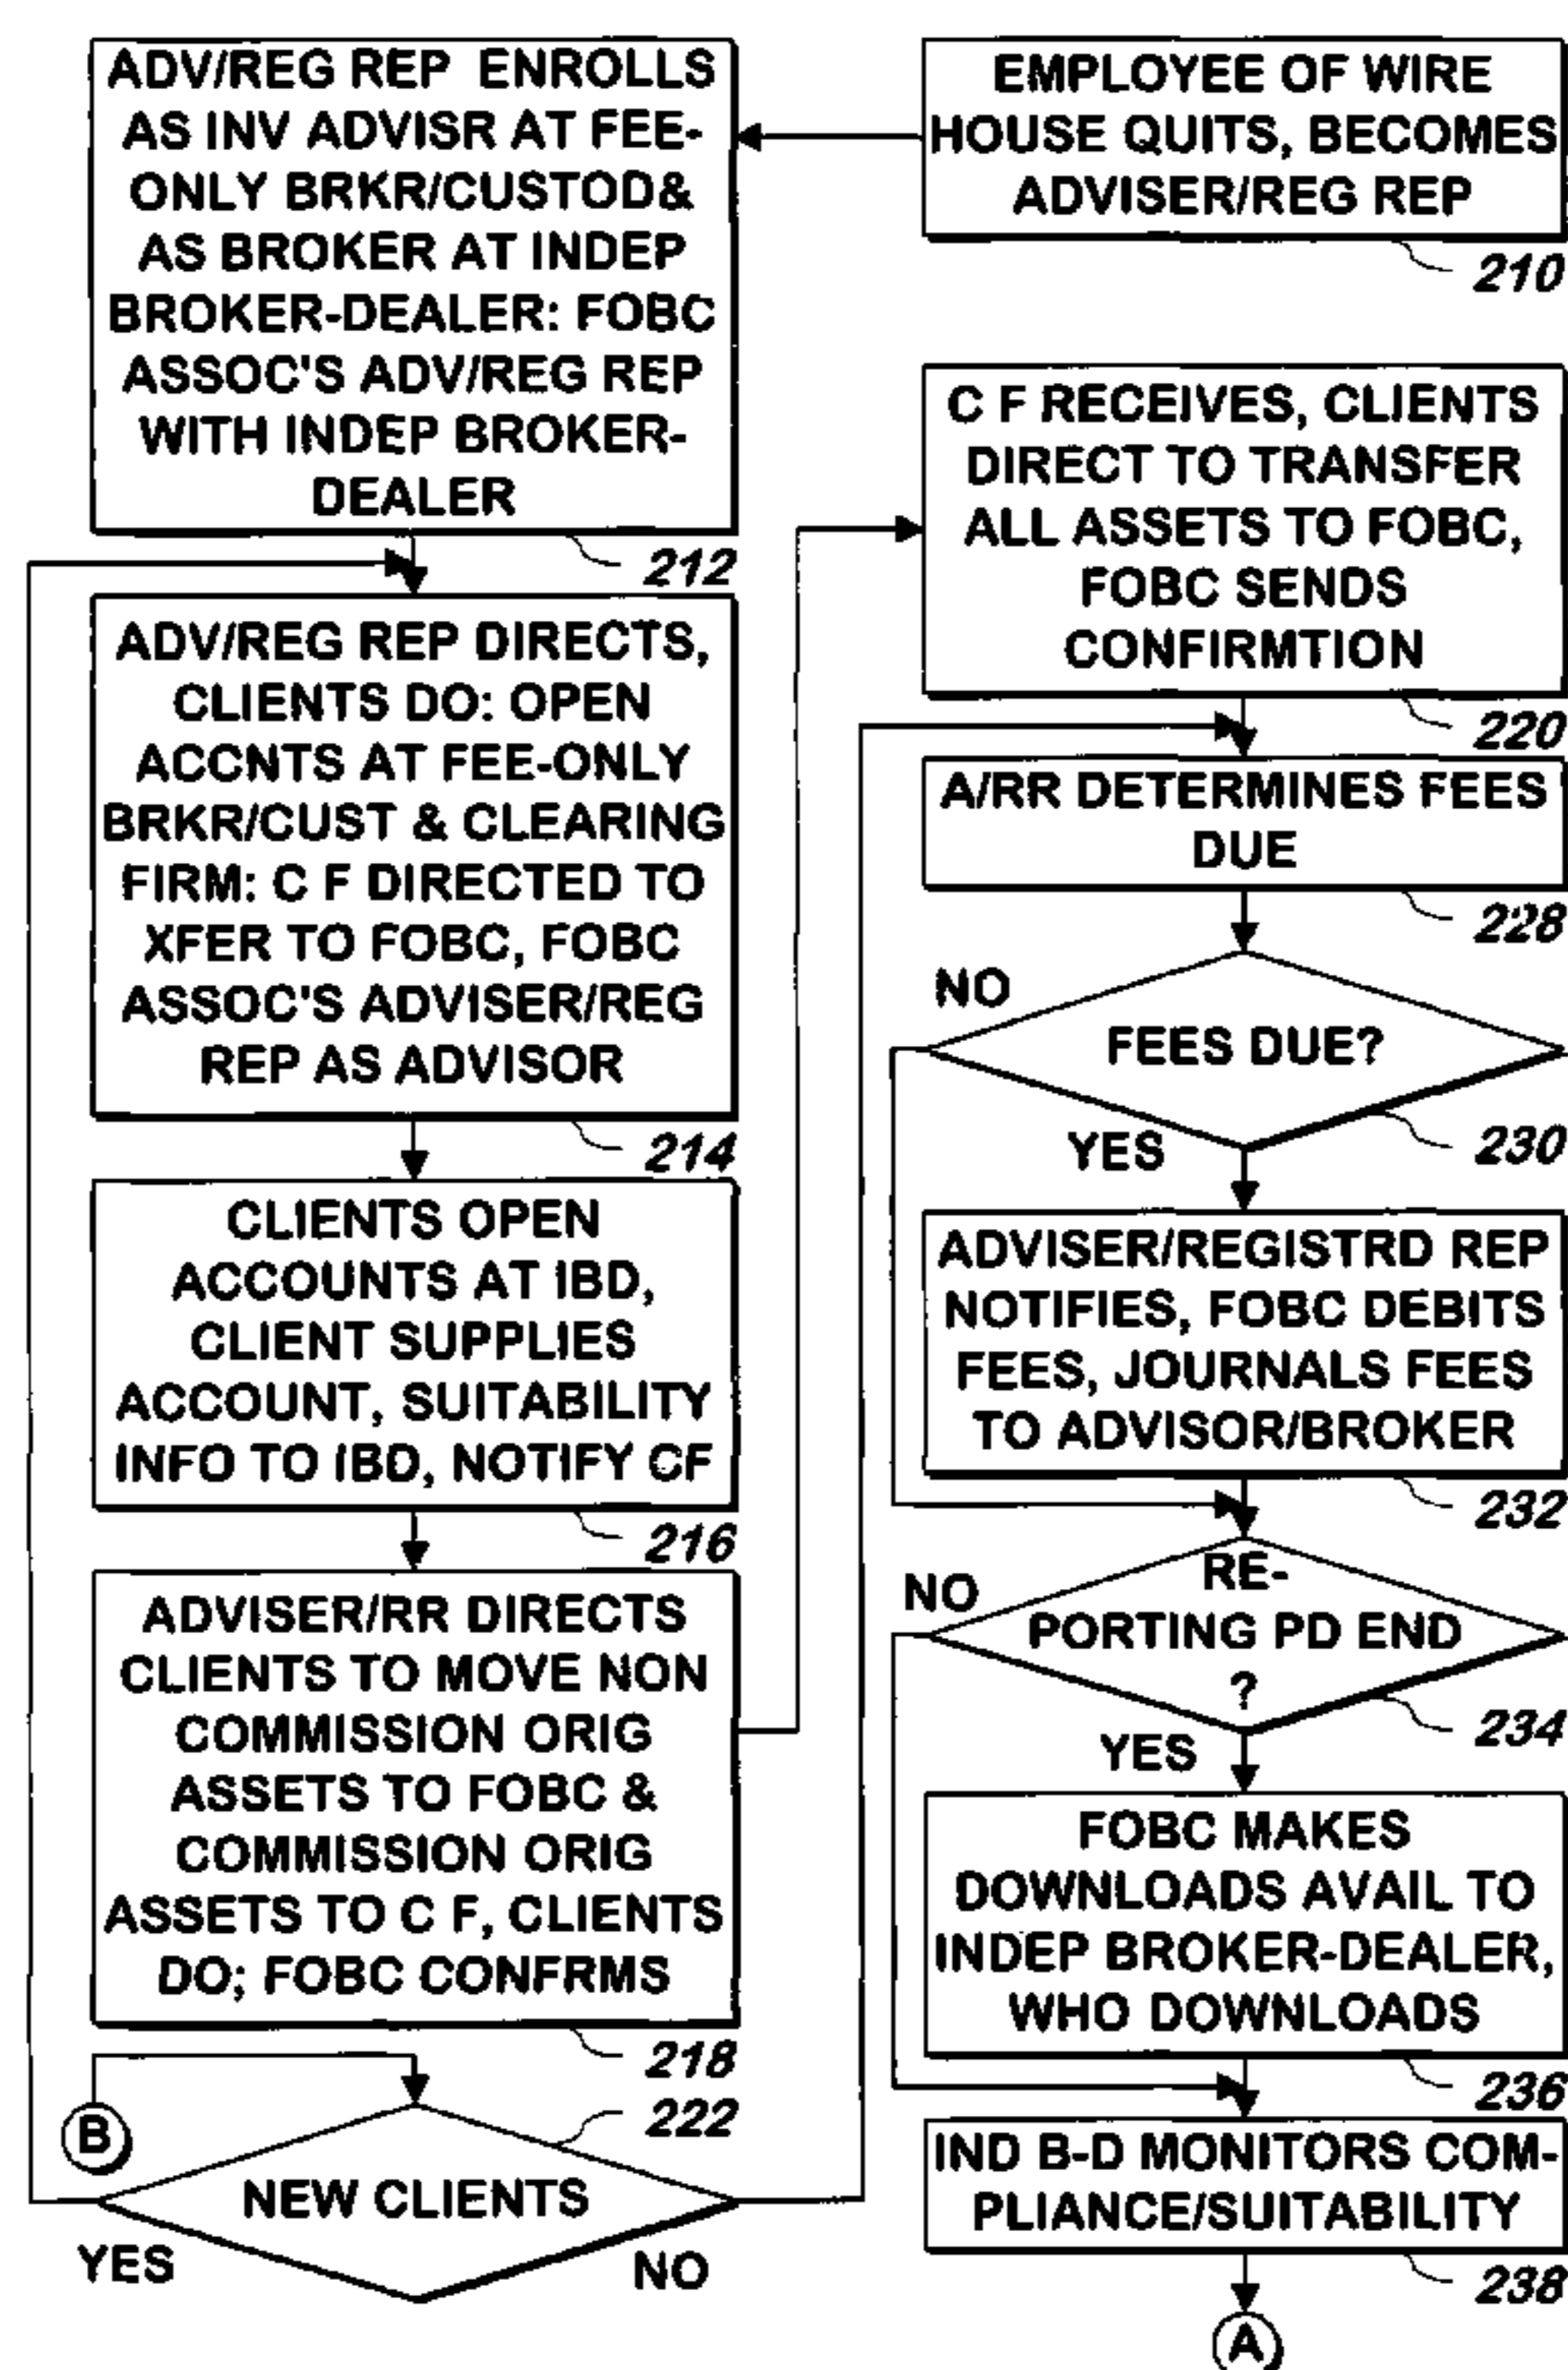 ADV/REG REP ENROLLS
AS INV ADVISR AT FEE-
ONLY BRKR/CUSTOD&
AS BROKER AT INDEP
BROKER-DEALER: FOBC
ASSOC'S ADV/REG REP
WITH INDEP BROKER-
DEALER
212
ADV/REG REP DIRECTS,
CLIENTS DO: OPEN
ACCNTS AT FEE-ONLY
BRKR/CUST & CLEARING
FIRM: C F DIRECTED TO
XFER TO FOBC, FOBC
ASSOC'S ADVISER/REG
REP AS ADVISOR
214
CLIENTS OPEN
ACCOUNTS AT IBD,
CLIENT SUPPLIES
ACCOUNT, SUITABILITY
INFO TO IBD, NOTIFY CF
216
ADVISER/RR DIRECTS
CLIENTS TO MOVE NON
COMMISSION ORIG
ASSETS TO FOBC &
COMMISSION ORIG
ASSETS TO C F, CLIENTS
DO; FOBC CONFRMS
218
B
222
NEW CLIENTS
YES
NO
EMPLOYEE OF WIRE
HOUSE QUITS, BECOMES
ADVISER/REG REP
210
C F RECEIVES, CLIENTS
DIRECT TO TRANSFER
ALL ASSETS TO FOBC,
FOBC SENDS
CONFIRMTION
220
A/RR DETERMINES FEES
DUE
228
NO
FEES DUE?
230
YES
ADVISER/REGISTRD REP
NOTIFIES, FOBC DEBITS
FEES, JOURNALS FEES
TO ADVISOR/BROKER
232
NO
RE-
PORTING PD END
?
234
YES
FOBC MAKES
DOWNLOADS AVAIL TO
INDEP BROKER-DEALER,
WHO DOWNLOADS
236
IND B-D MONITORS COM-
PLIANCE/SUITABILITY
238
A